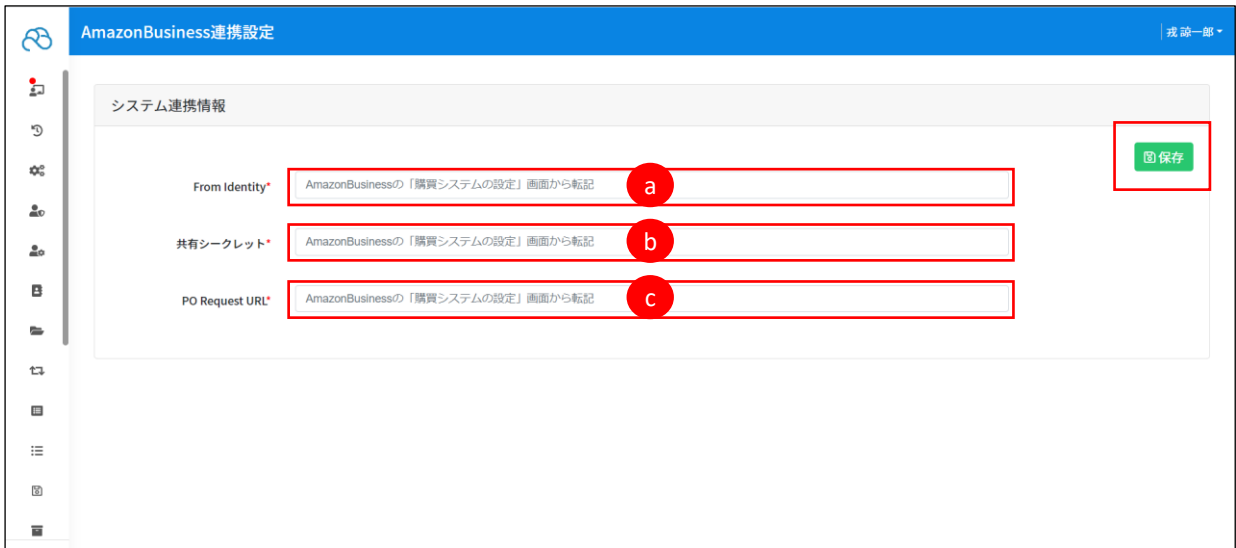 AmazonBusiness連携設定
戎 諒一郎
システム連携情報
保存
From Identity*
AmazonBusinessの「購買システムの設定」画面から転記
a
共有シークレット*
AmazonBusinessの「購買システムの設定」画面から転記
b
PO Request URL*
AmazonBusinessの「購買システムの設定」画面から転記
c